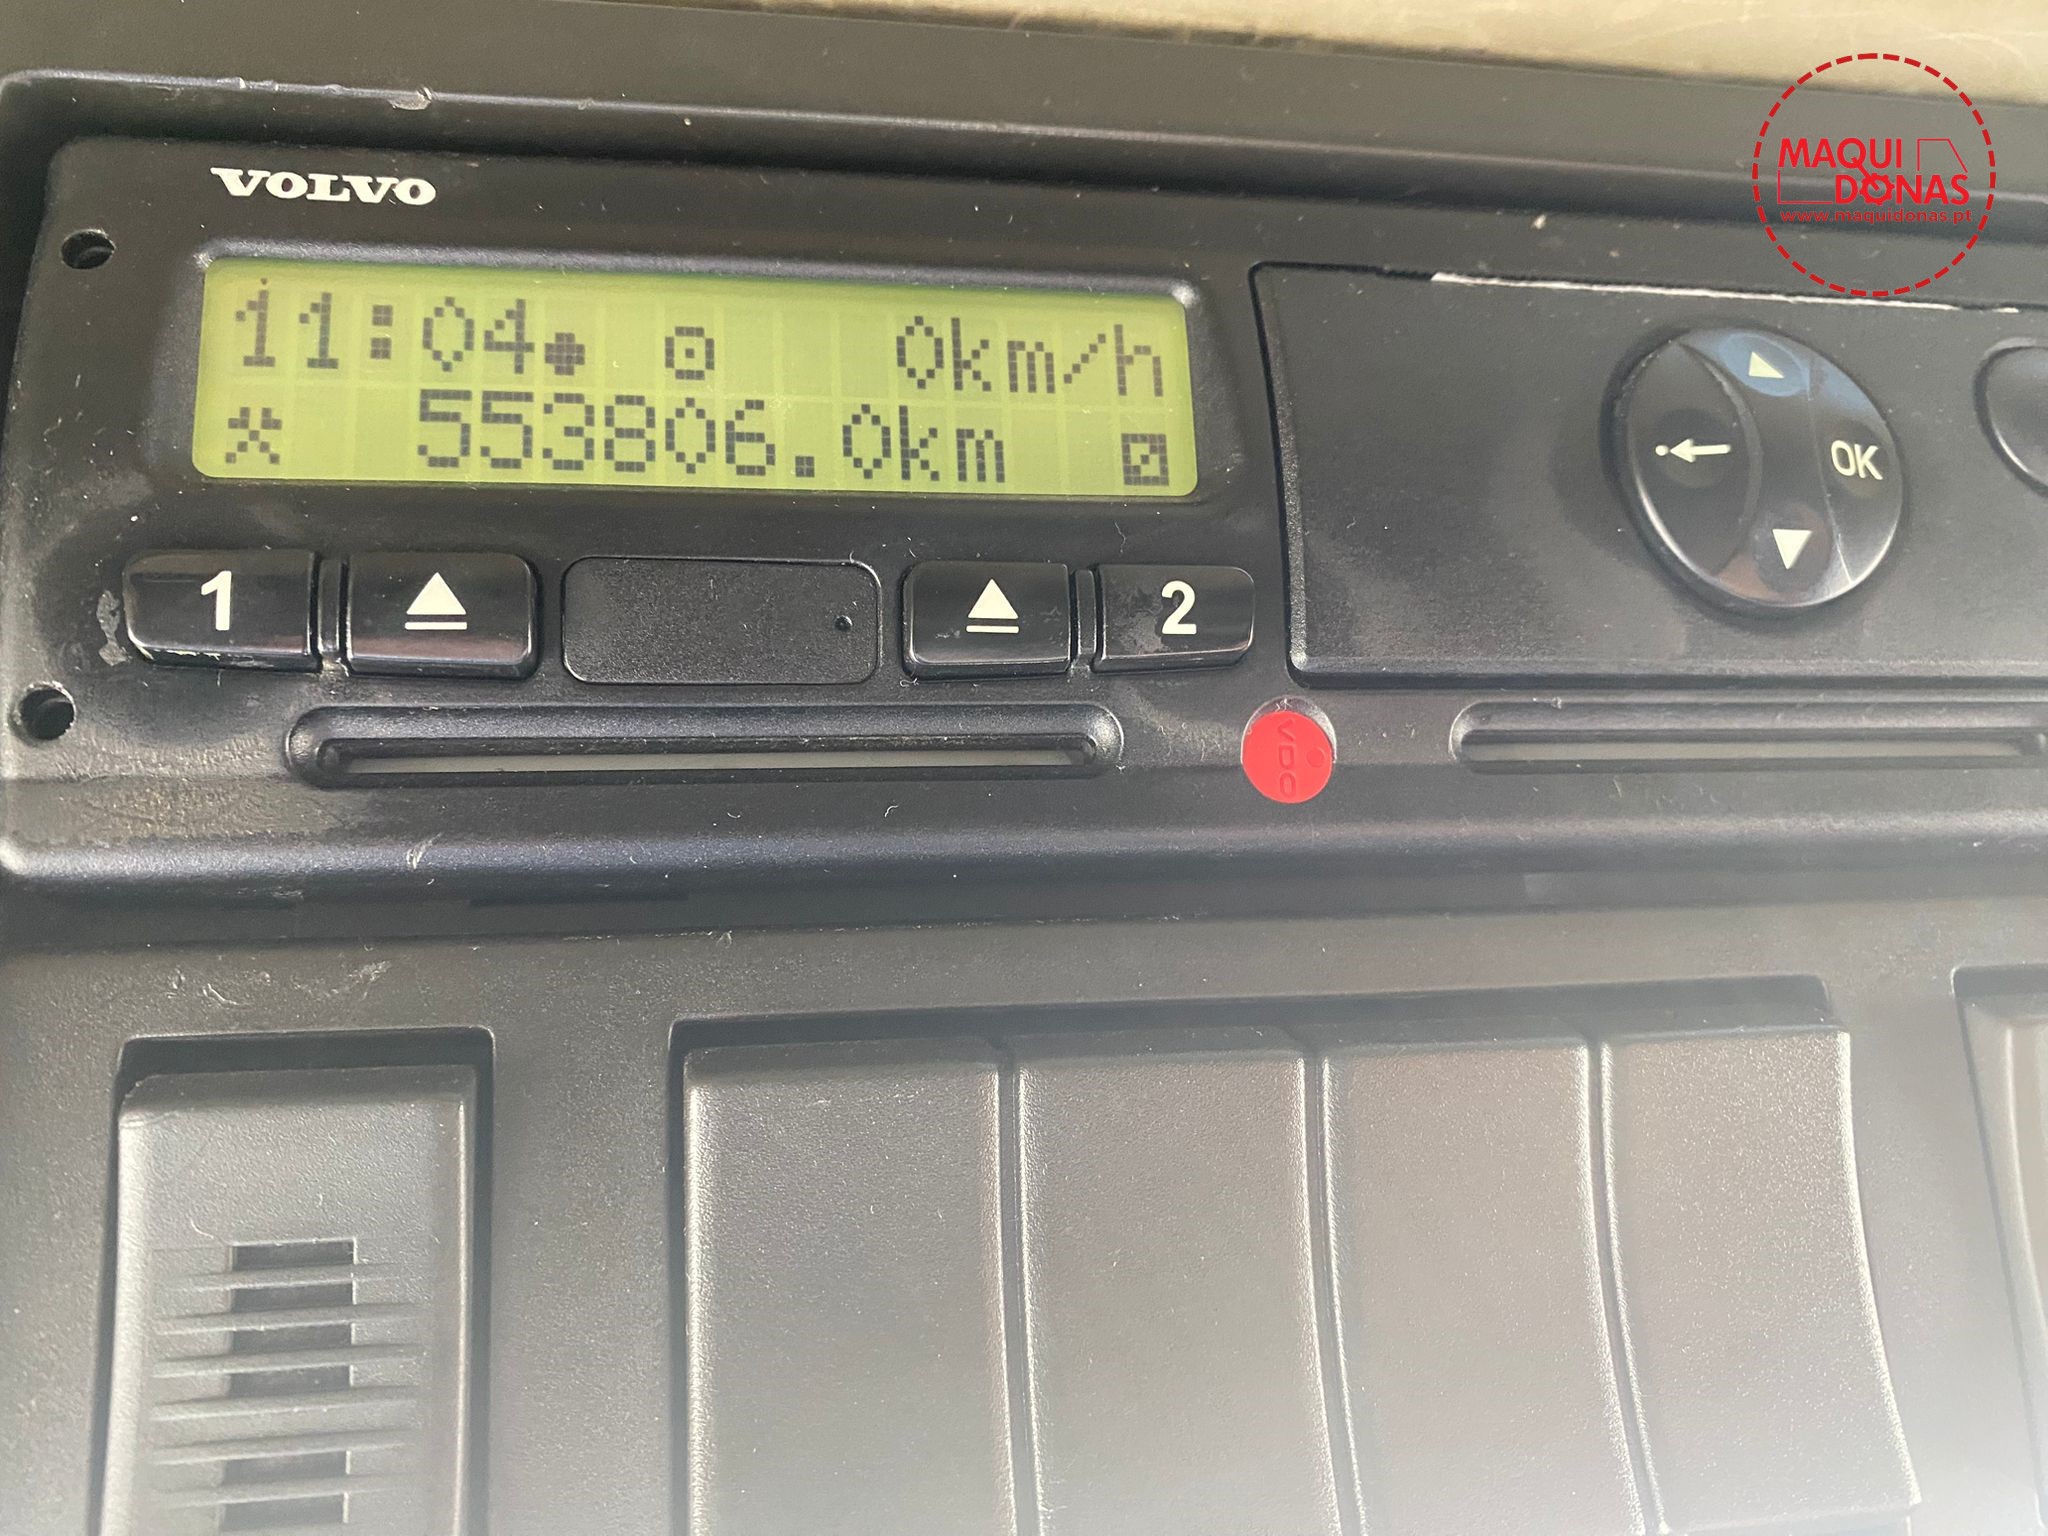 VOLVO
11:04 0km/h
553806.0km
1
2
OK
VDO
MAQUI
DONAS
www.maquidonas.pt